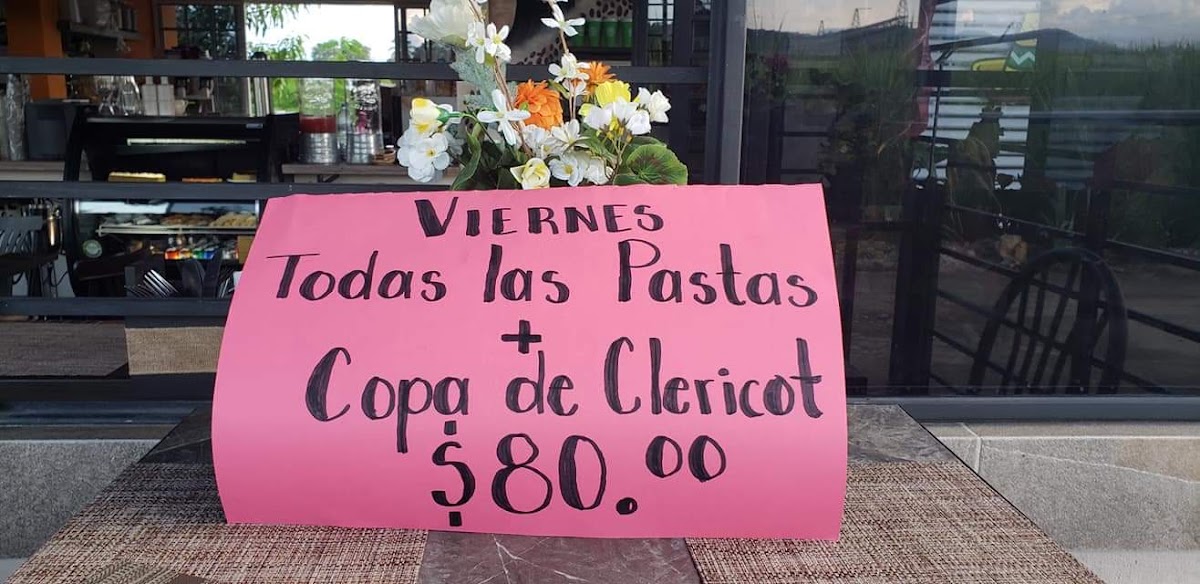 VIERNES
Todas las Pastas
+
Copa de Clericot
$80.00